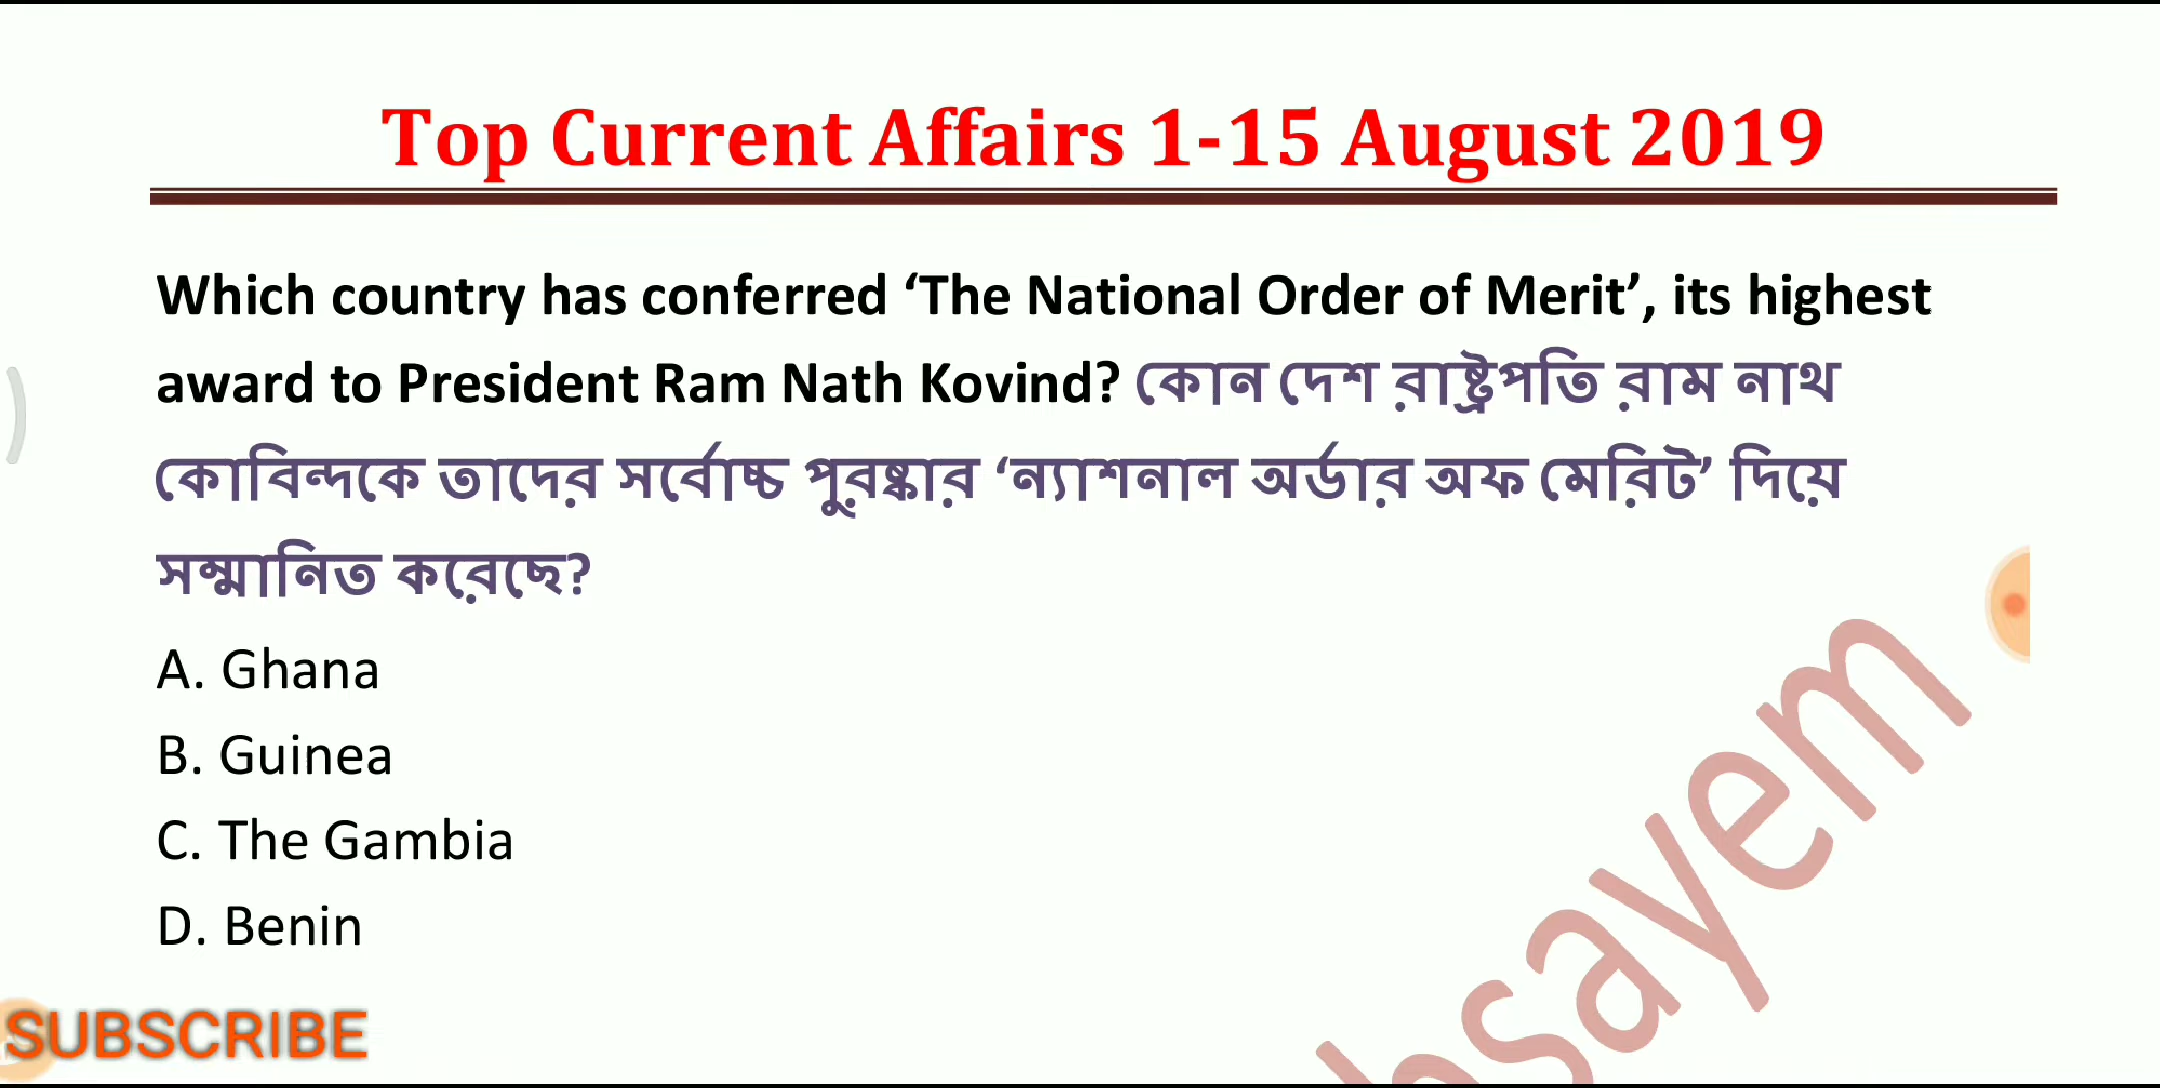 Top Current Affairs 1-15 August 2019
Which country has conferred ‘The National Order of Merit’, its highest
award to President Ram Nath Kovind? কোন দেশ রাষ্ট্রপতি রাম নাথ
কোবিন্দকে তাদের সর্বোচ্চ পুরষ্কার ‘ন্যাশনাল অর্ডার অফ মেরিট’ দিয়ে
সম্মানিত করেছে?
A. Ghana
B. Guinea
C. The Gambia
D. Benin
SUBSCRIBE